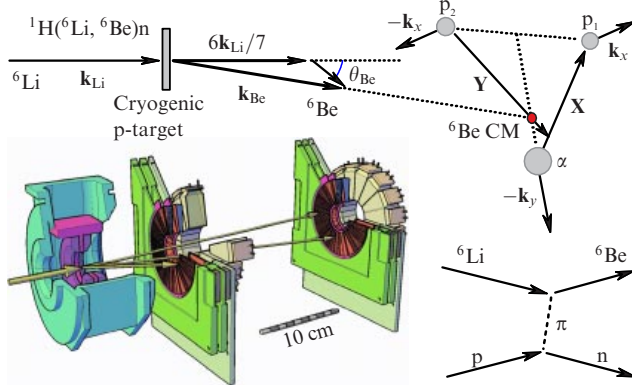 ¹H(⁶Li, ⁶Be)n
6k_Li/7
θ_Be
⁶Li
k_Li
k_Be
⁶Be
Cryogenic
p-target
p₂
p₁
−k_x
k_x
Y
X
⁶Be CM
α
−k_y
10 cm
⁶Li
⁶Be
π
p
n